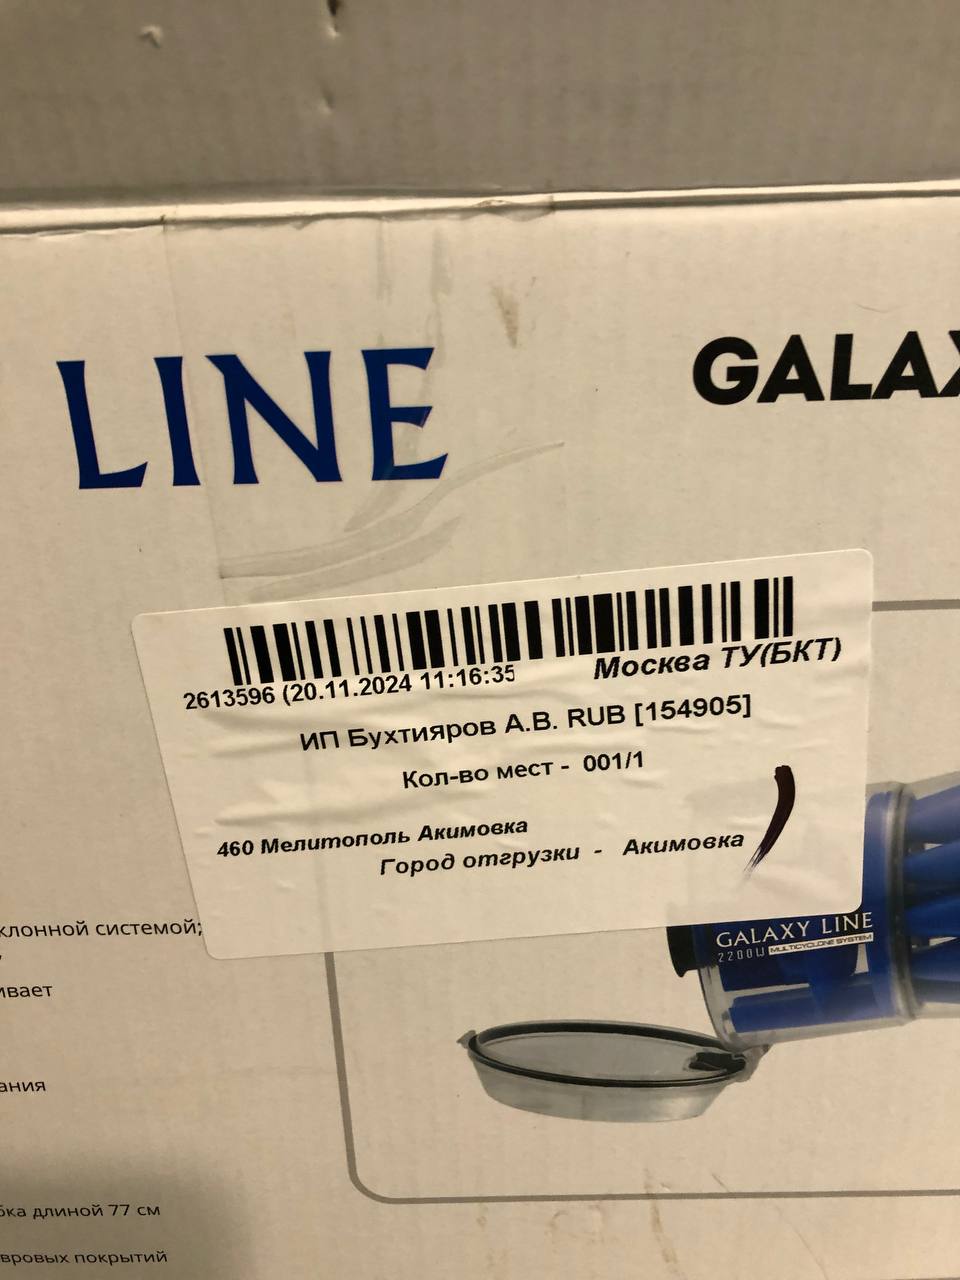 LINE
GALAX
2613596 (20.11.2024 11:16:35
Москва ТУ(БКТ)
ИП Бухтияров А.В. RUB [154905]
Кол-во мест - 001/1
460 Мелитополь Акимовка
Город отгрузки - Акимовка
клонной системой;
ивает
GALAXY LINE
2200W MULTICYCLONE SYSTEM
ания
бка длиной 77 см
вровых покрытий